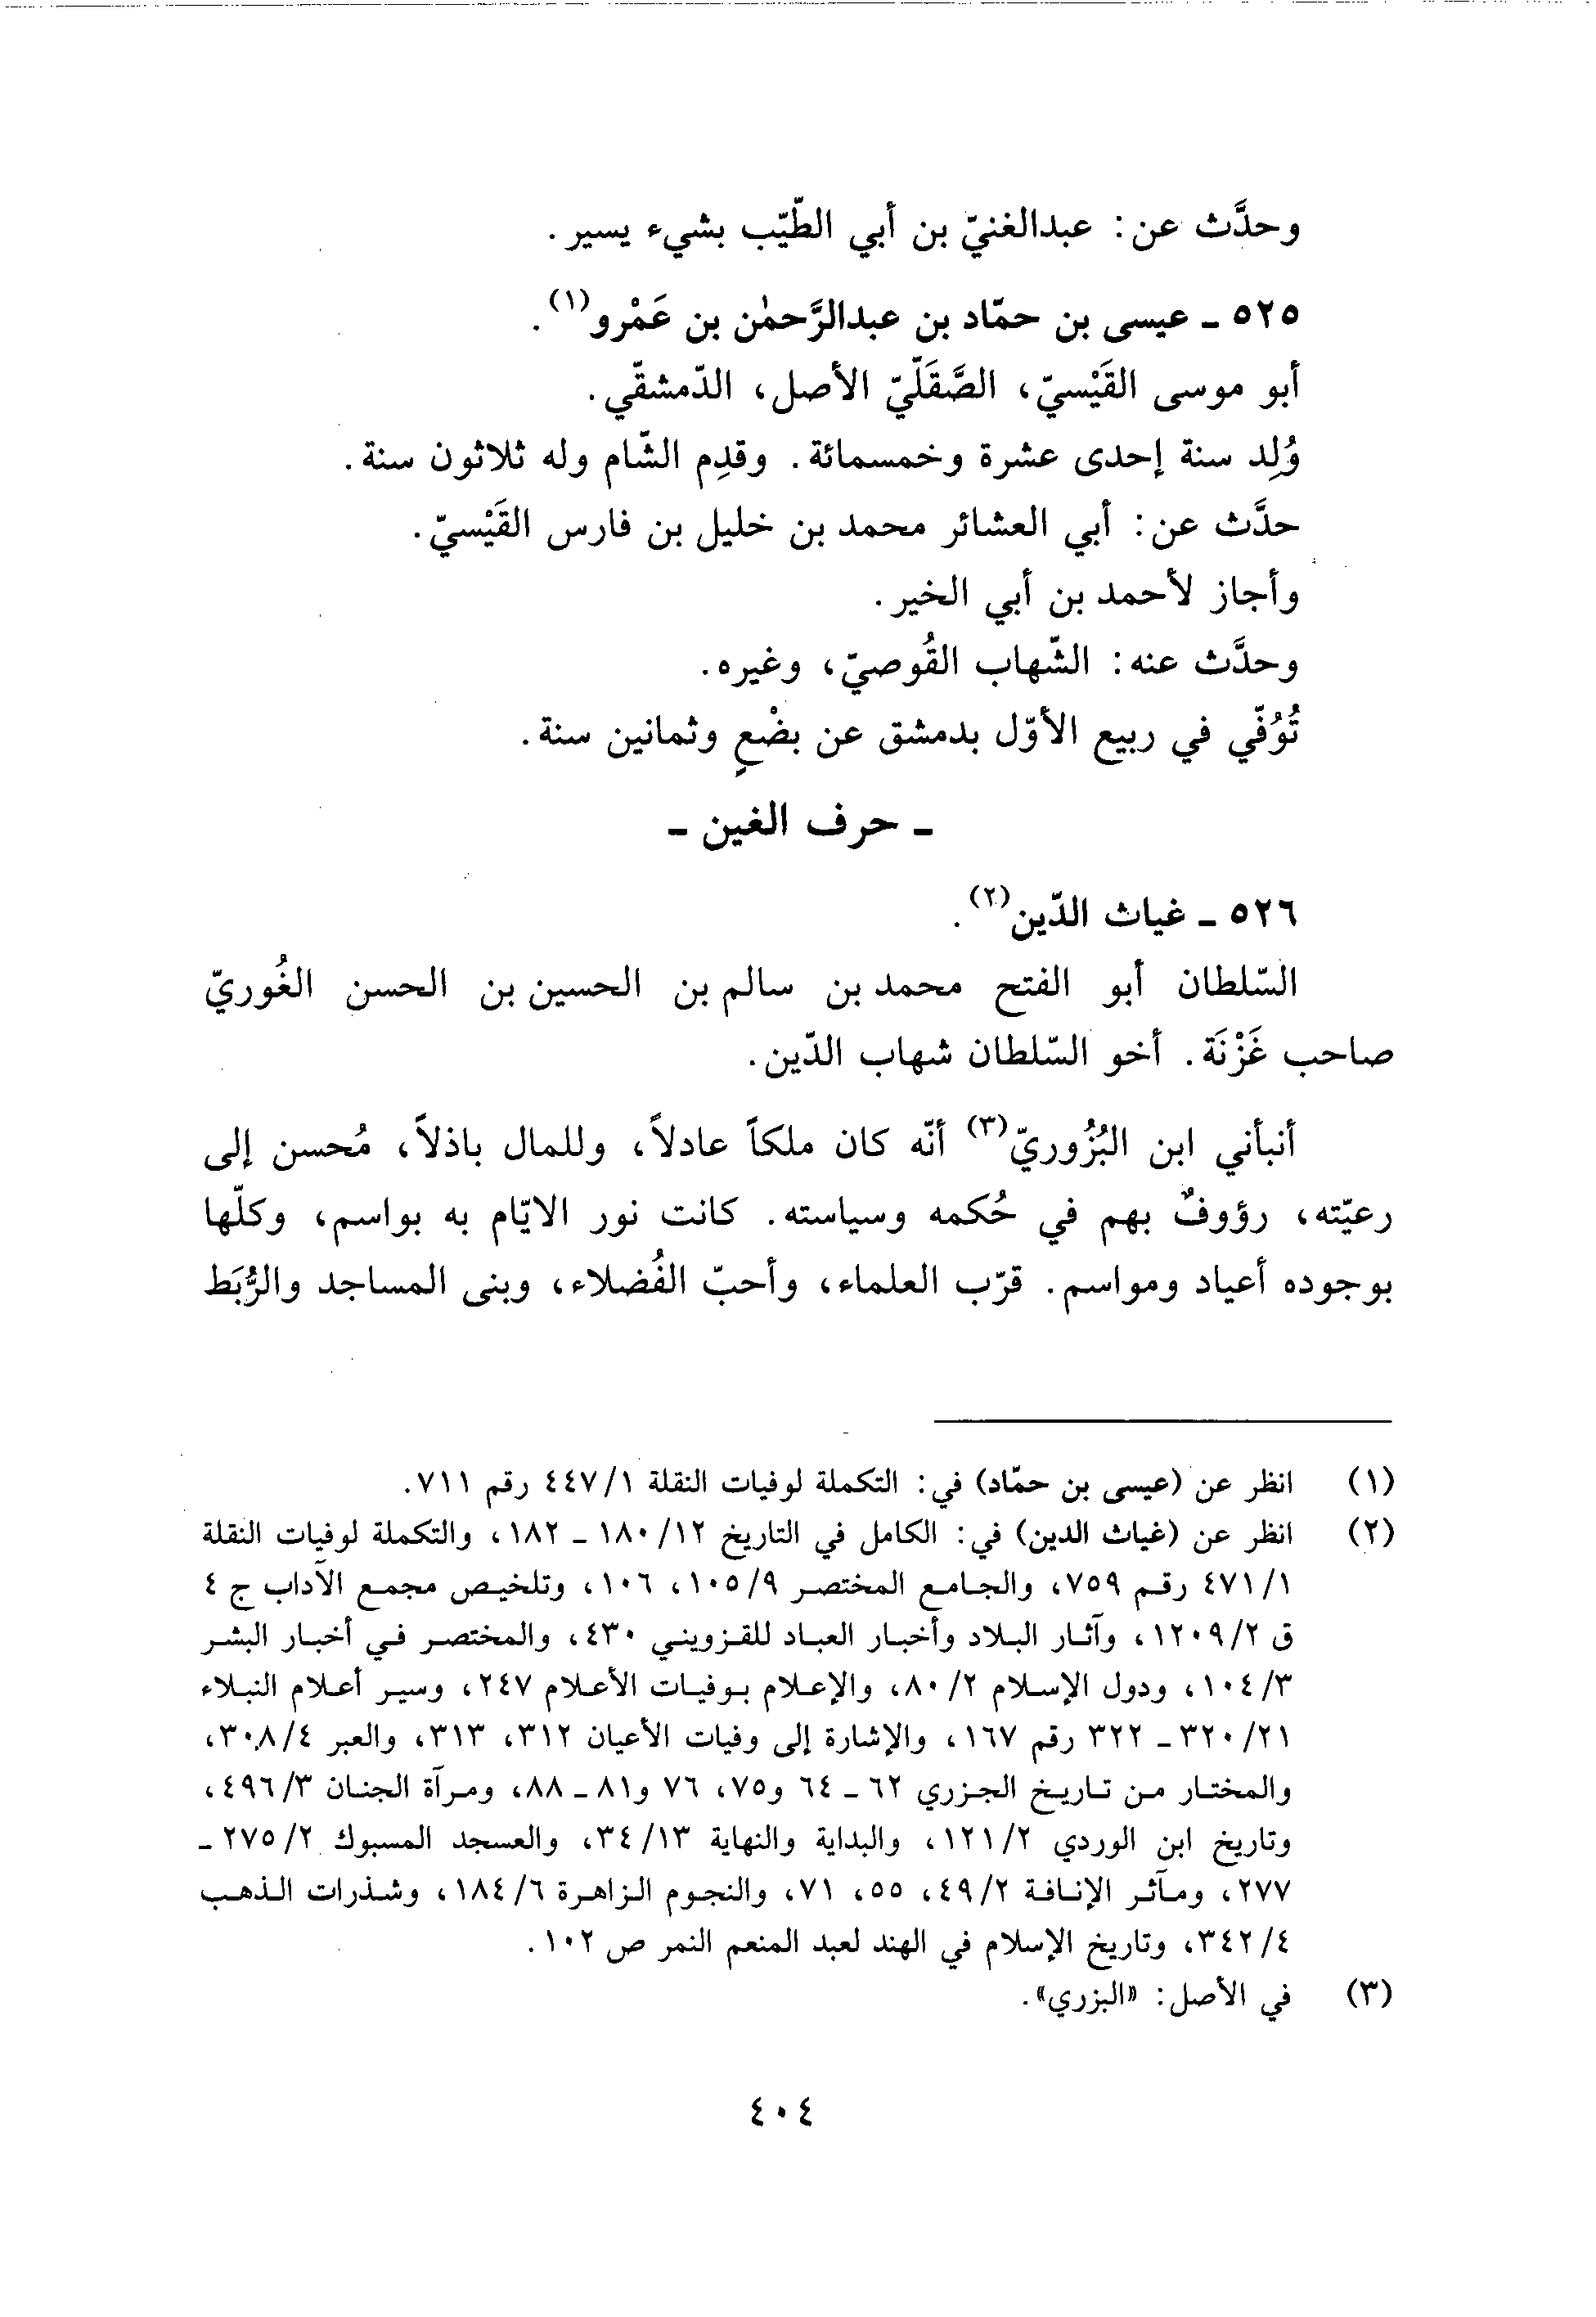 وحدَّث عن: عبدالغنيّ بن أبي الطّيّب بشيء يسير.
٥٢٥ ـ عيسى بن حمّاد بن عبدالرَّحمٰن بن عَمْرو(١).
أبو موسى القَيْسيّ، الصَّقَلّيّ الأصل، الدّمشقّي.
وُلِد سنة إحدى عشرة وخمسمائة. وقدِم الشّام وله ثلاثون سنة.
حدَّث عن: أبي العشائر محمد بن خليل بن فارس القَيْسيّ.
وأجاز لأحمد بن أبي الخير.
وحدَّث عنه: الشّهاب القُوصيّ، وغيره.
تُوُفّي في ربيع الأوّل بدمشق عن بضْعٍ وثمانين سنة.
ـ حرف الغين ـ
٥٢٦ ـ غياث الدّين(٢).
السّلطان أبو الفتح محمد بن سالم بن الحسين بن الحسن الغُوريّ
صاحب غَزْنَة. أخو السّلطان شهاب الدّين.
أنبأني ابن البُزُوريّ(٣) أنّه كان ملكاً عادلاً، وللمال باذلاً، مُحسن إلى
رعيّته، رؤوفٌ بهم في حُكمه وسياسته. كانت نور الايّام به بواسم، وكلّها
بوجوده أعياد ومواسم. قرّب العلماء، وأحبّ الفُضلاء، وبنى المساجد والرُّبَط
(١) انظر عن (عيسى بن حمّاد) في: التكملة لوفيات النقلة ١/ ٤٤٧ رقم ٧١١.
(٢) انظر عن (غياث الدين) في: الكامل في التاريخ ١٢/ ١٨٠ ـ ١٨٢، والتكملة لوفيات النقلة
١/ ٤٧١ رقم ٧٥٩، والجامع المختصر ٩/ ١٠٥، ١٠٦، وتلخيص مجمع الآداب ج ٤
ق ٢/ ١٢٠٩، وآثار البلاد وأخبار العباد للقزويني ٤٣٠، والمختصر في أخبار البشر
٣/ ١٠٤، ودول الإسلام ٢/ ٨٠، والإعلام بوفيات الأعلام ٢٤٧، وسير أعلام النبلاء
٢١/ ٣٢٠ ـ ٣٢٢ رقم ١٦٧، والإشارة إلى وفيات الأعيان ٣١٢، ٣١٣، والعبر ٤/ ٣٠٨،
والمختار من تاريخ الجزري ٦٢ ـ ٦٤ و٧٥، ٧٦ و٨١ ـ ٨٨، ومرآة الجنان ٣/ ٤٩٦،
وتاريخ ابن الوردي ٢/ ١٢١، والبداية والنهاية ١٣/ ٣٤، والعسجد المسبوك ٢/ ٢٧٥ ـ
٢٧٧، ومآثر الإنافة ٢/ ٤٩، ٥٥، ٧١، والنجوم الزاهرة ٦/ ١٨٤، وشذرات الذهب
٤/ ٣٤٢، وتاريخ الإسلام في الهند لعبد المنعم النمر ص ١٠٢.
(٣) في الأصل: «البزري».
٤٠٤